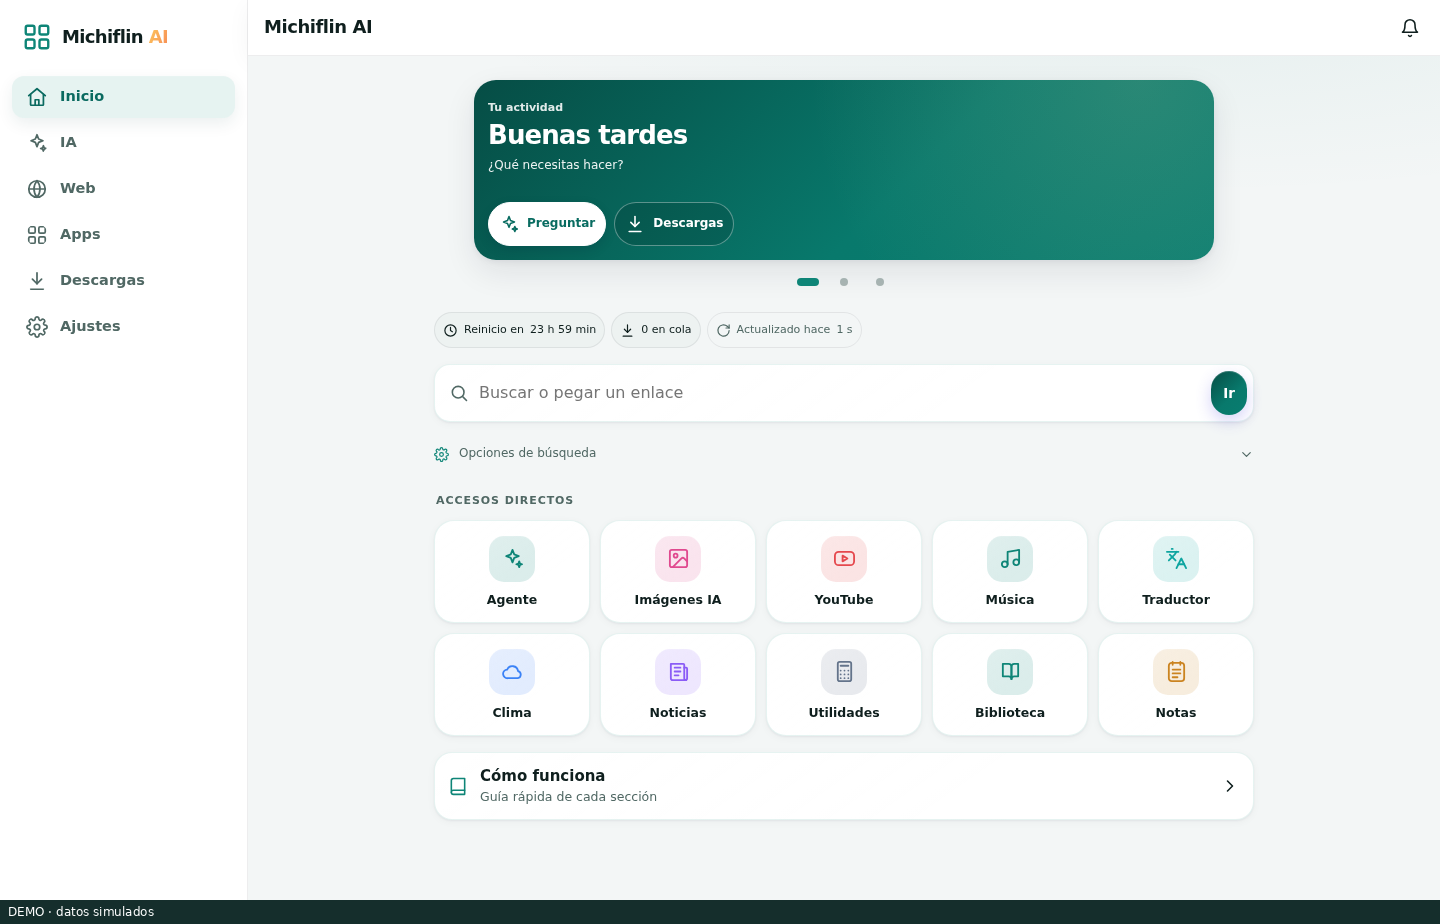 Michiflin AI
Inicio
IA
Web
Apps
Descargas
Ajustes
Michiflin AI
Tu actividad
Buenas tardes
¿Qué necesitas hacer?
Preguntar
Descargas
Reinicio en 23 h 59 min
0 en cola
Actualizado hace 1 s
Buscar o pegar un enlace
Ir
Opciones de búsqueda
ACCESOS DIRECTOS
Agente
Imágenes IA
YouTube
Música
Traductor
Clima
Noticias
Utilidades
Biblioteca
Notas
Cómo funciona
Guía rápida de cada sección
DEMO · datos simulados